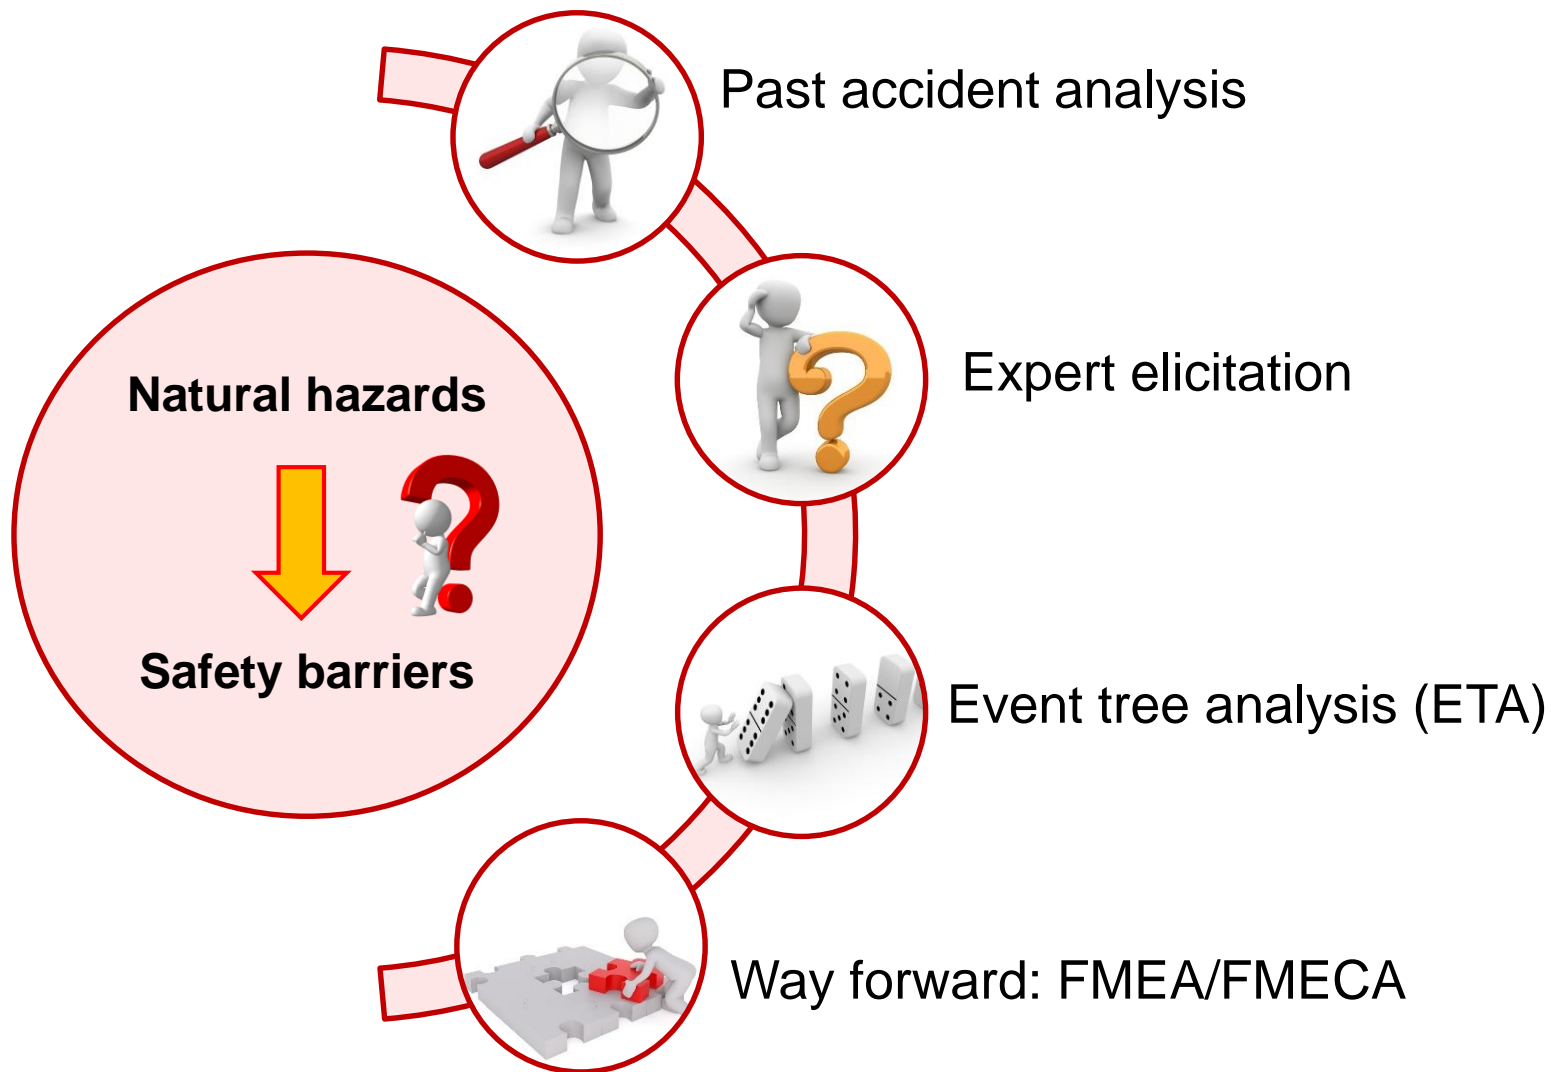 Past accident analysis
Expert elicitation
Natural hazards
Safety barriers
Event tree analysis (ETA)
Way forward: FMEA/FMECA